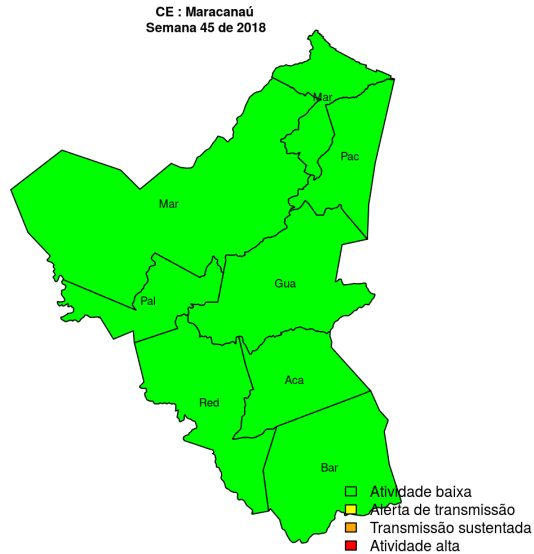 CE : Maracanaú
Semana 45 de 2018
Mar
Pac
Mar
Gua
Pal
Aca
Red
Bar
Atividade baixa
Alerta de transmissão
Transmissão sustentada
Atividade alta